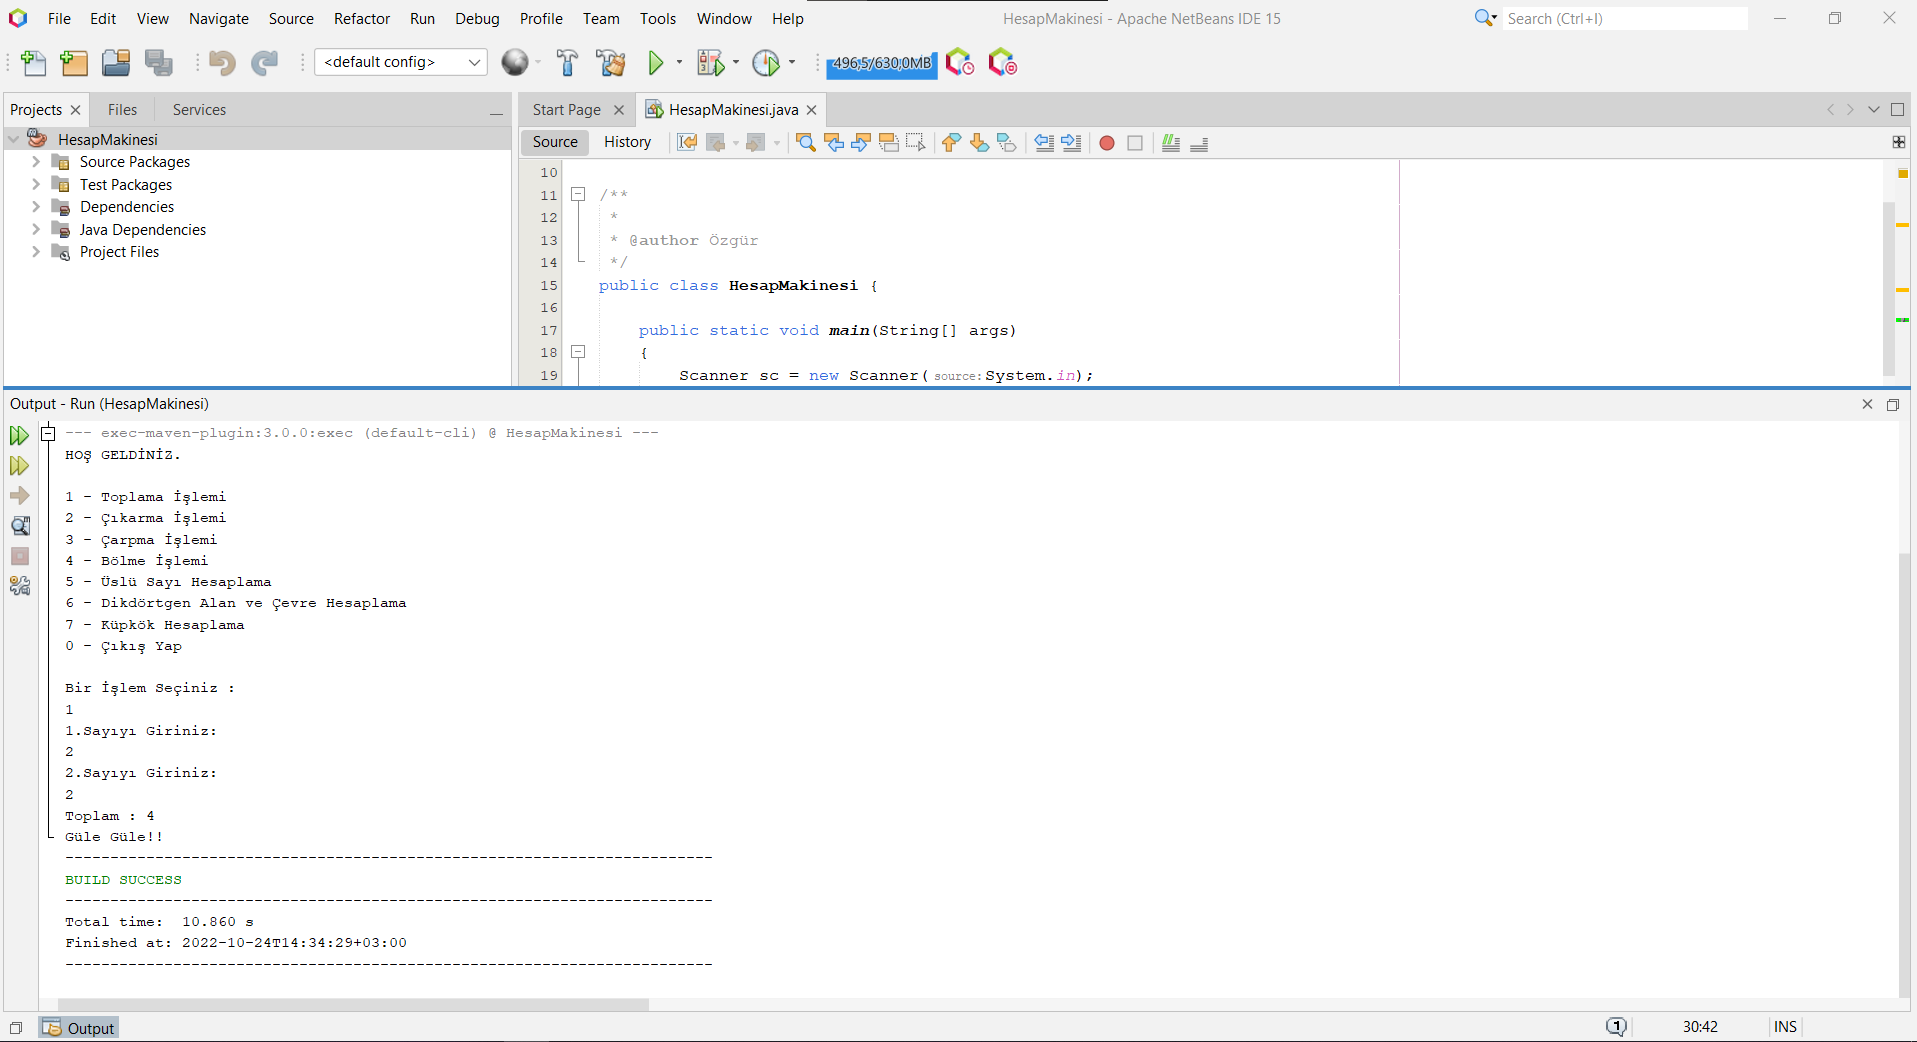 File Edit View Navigate Source Refactor Run Debug Profile Team Tools Window Help
HesapMakinesi - Apache NetBeans IDE 15
Search (Ctrl+I)
<default config>
496,5/630,0MB
Projects Files Services
Start Page HesapMakinesi.java
HesapMakinesi
Source Packages
Test Packages
Dependencies
Java Dependencies
Project Files
Source History
10
11 /**
12 *
13 * @author Özgür
14 */
15 public class HesapMakinesi {
16
17 public static void main(String[] args)
18 {
19 Scanner sc = new Scanner( source: System.in);
Output - Run (HesapMakinesi)
--- exec-maven-plugin:3.0.0:exec (default-cli) @ HesapMakinesi ---
HOŞ GELDİNİZ.
1 - Toplama İşlemi
2 - Çıkarma İşlemi
3 - Çarpma İşlemi
4 - Bölme İşlemi
5 - Üslü Sayı Hesaplama
6 - Dikdörtgen Alan ve Çevre Hesaplama
7 - Küpkök Hesaplama
0 - Çıkış Yap
Bir İşlem Seçiniz :
1
1.Sayıyı Giriniz:
2
2.Sayıyı Giriniz:
2
Toplam : 4
Güle Güle!!
------------------------------------------------------------------------
BUILD SUCCESS
------------------------------------------------------------------------
Total time:  10.860 s
Finished at: 2022-10-24T14:34:29+03:00
------------------------------------------------------------------------
Output
1
30:42
INS